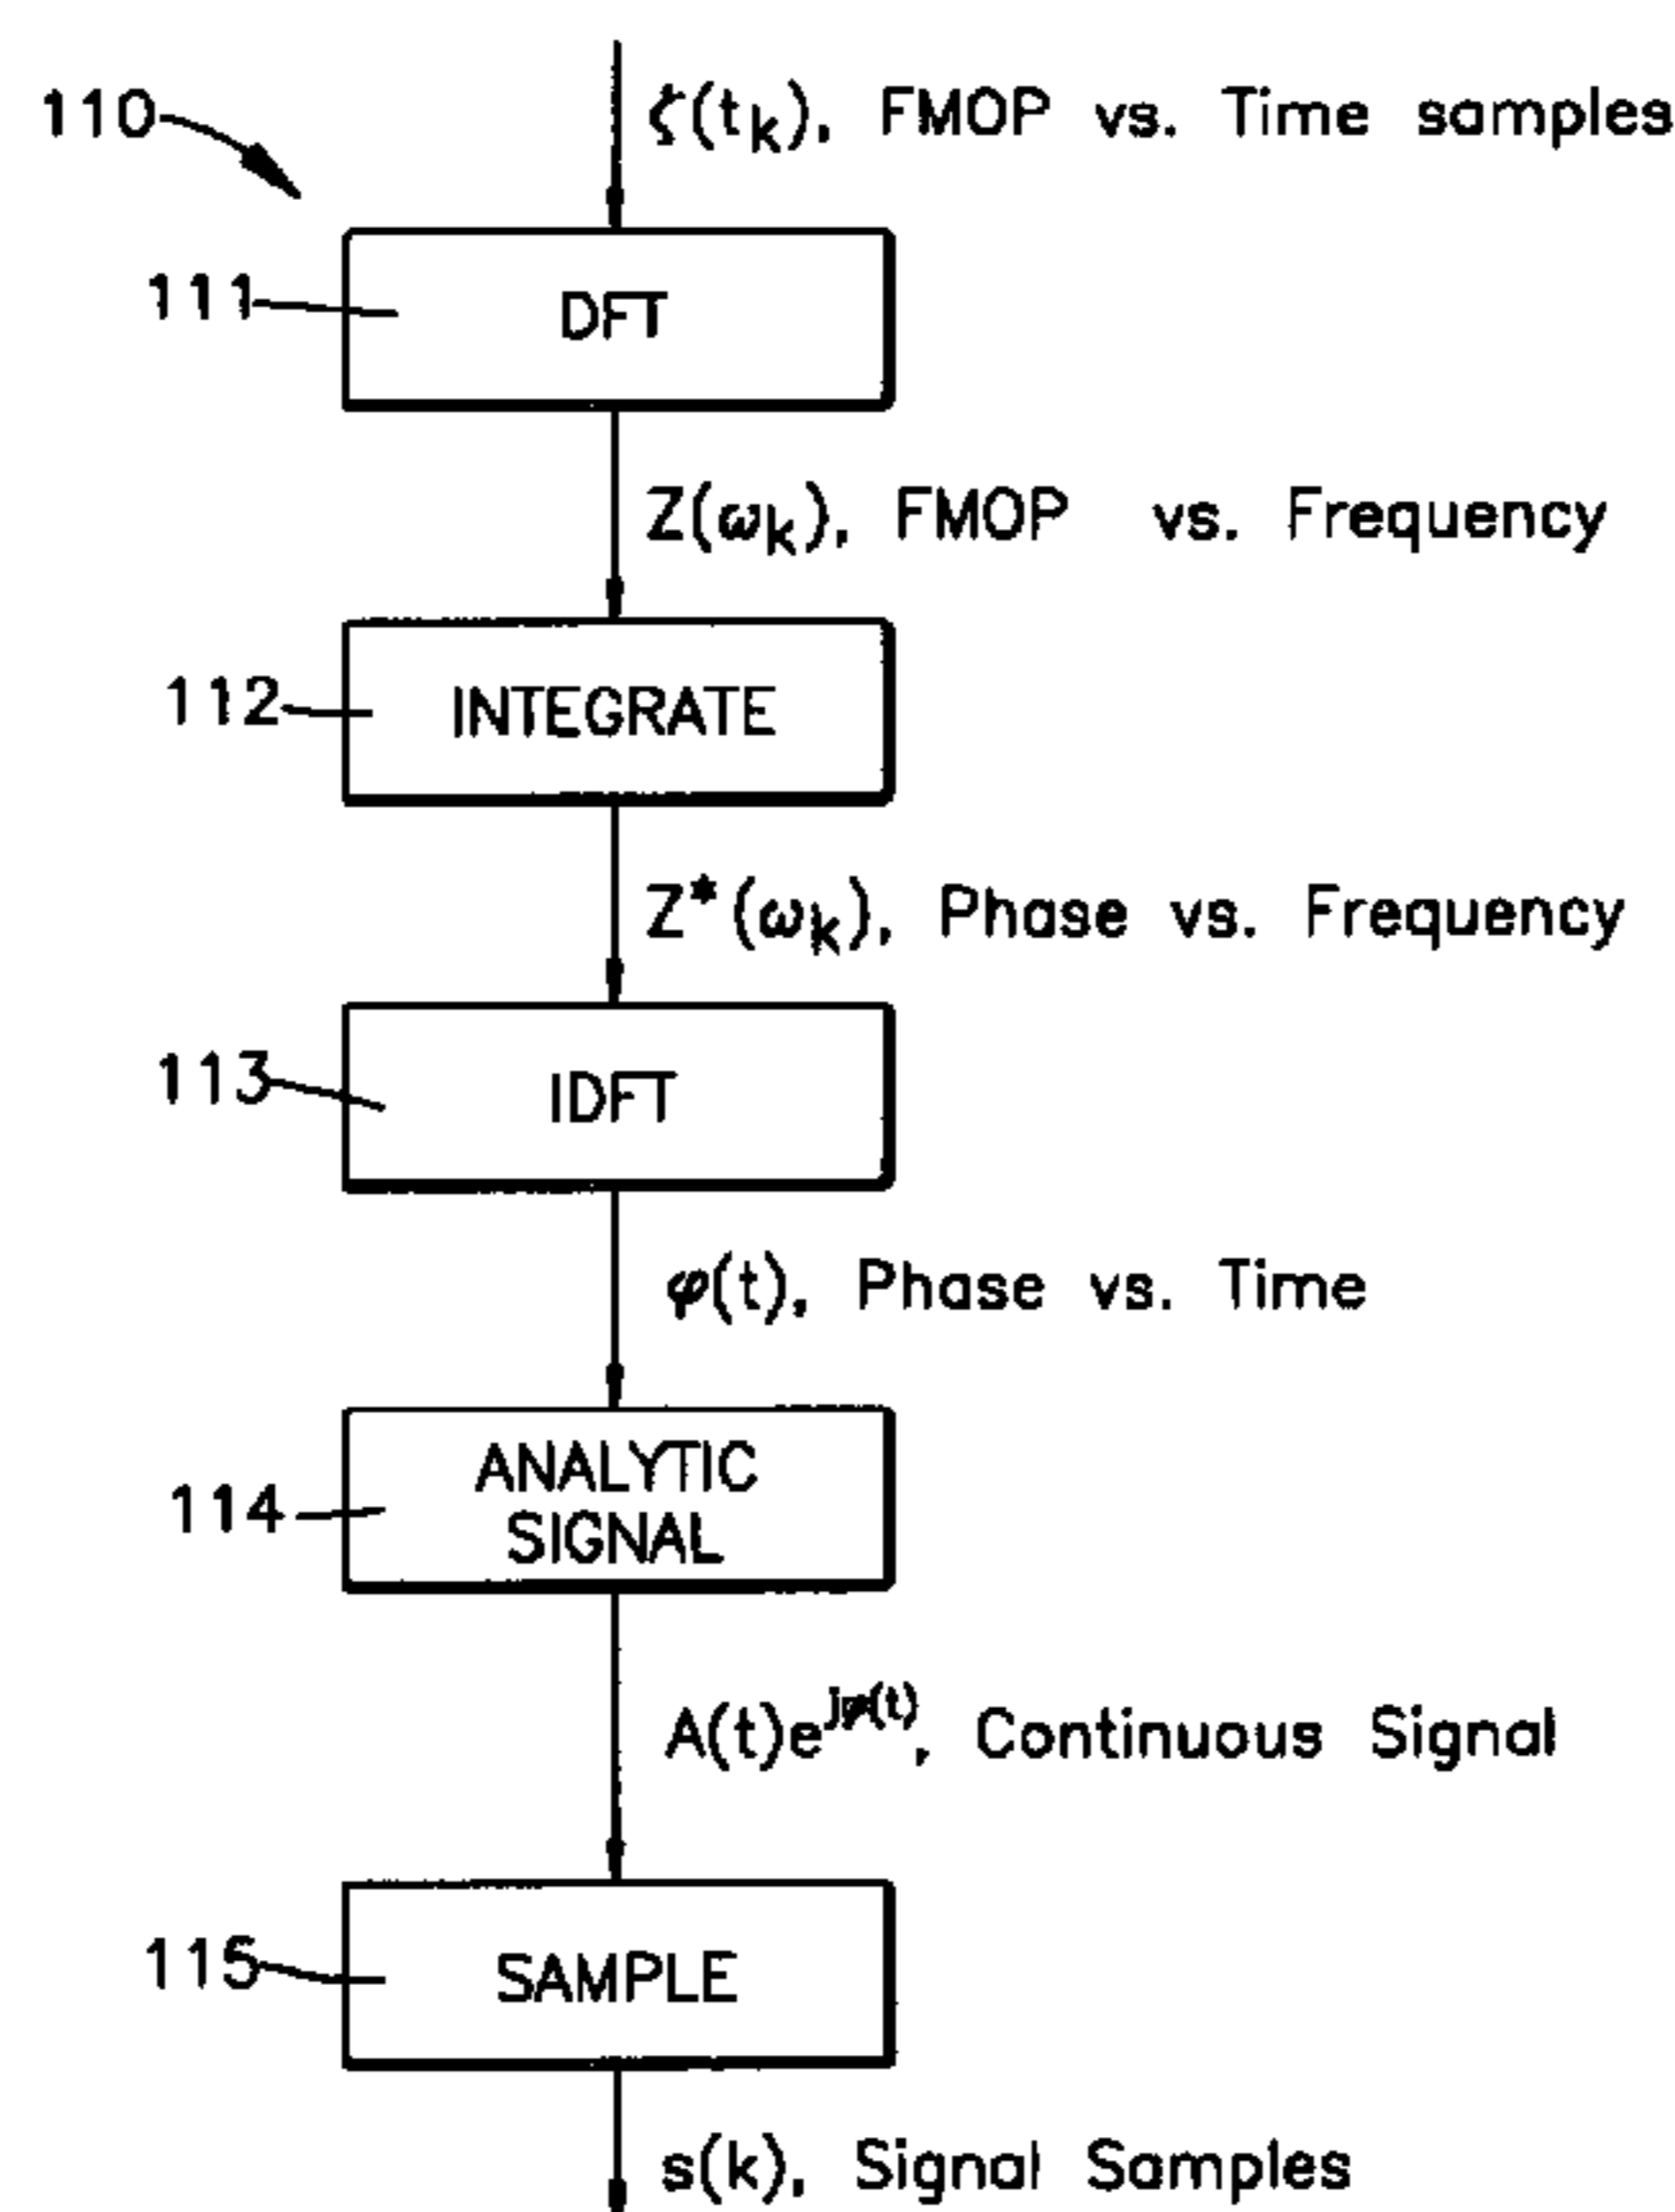 110
ζ(tk), FMOP vs. Time samples
111
DFT
Z(ωk), FMOP vs. Frequency
112
INTEGRATE
Z*(ωk), Phase vs. Frequency
113
IDFT
φ(t), Phase vs. Time
114
ANALYTIC
SIGNAL
A(t)e^jφ(t), Continuous Signal
115
SAMPLE
s(k), Signal Samples